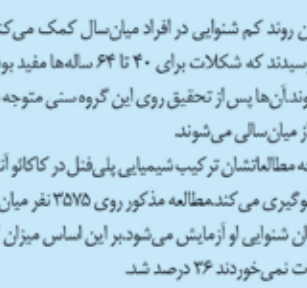 ن روند کم شنوایی در افراد میان‌سال کمک می‌ک
سیدند که شکلات برای ۴۰ تا ۶۴ ساله‌ها مفید بو
وند.آن‌ها پس از تحقیق روی این گروه سنی متوجه
ز میان‌سالی می‌شوند.
ه مطالعاتشان ترکیب شیمیایی پلی‌فنل در کاکائو آن
وگیری می کند.مطالعه مذکور روی ۳۵۷۵ نفر میان
ان شنوایی او آزمایش می‌شود.بر این اساس میزان
ت نمی‌خوردند ۳۶ درصد شد.